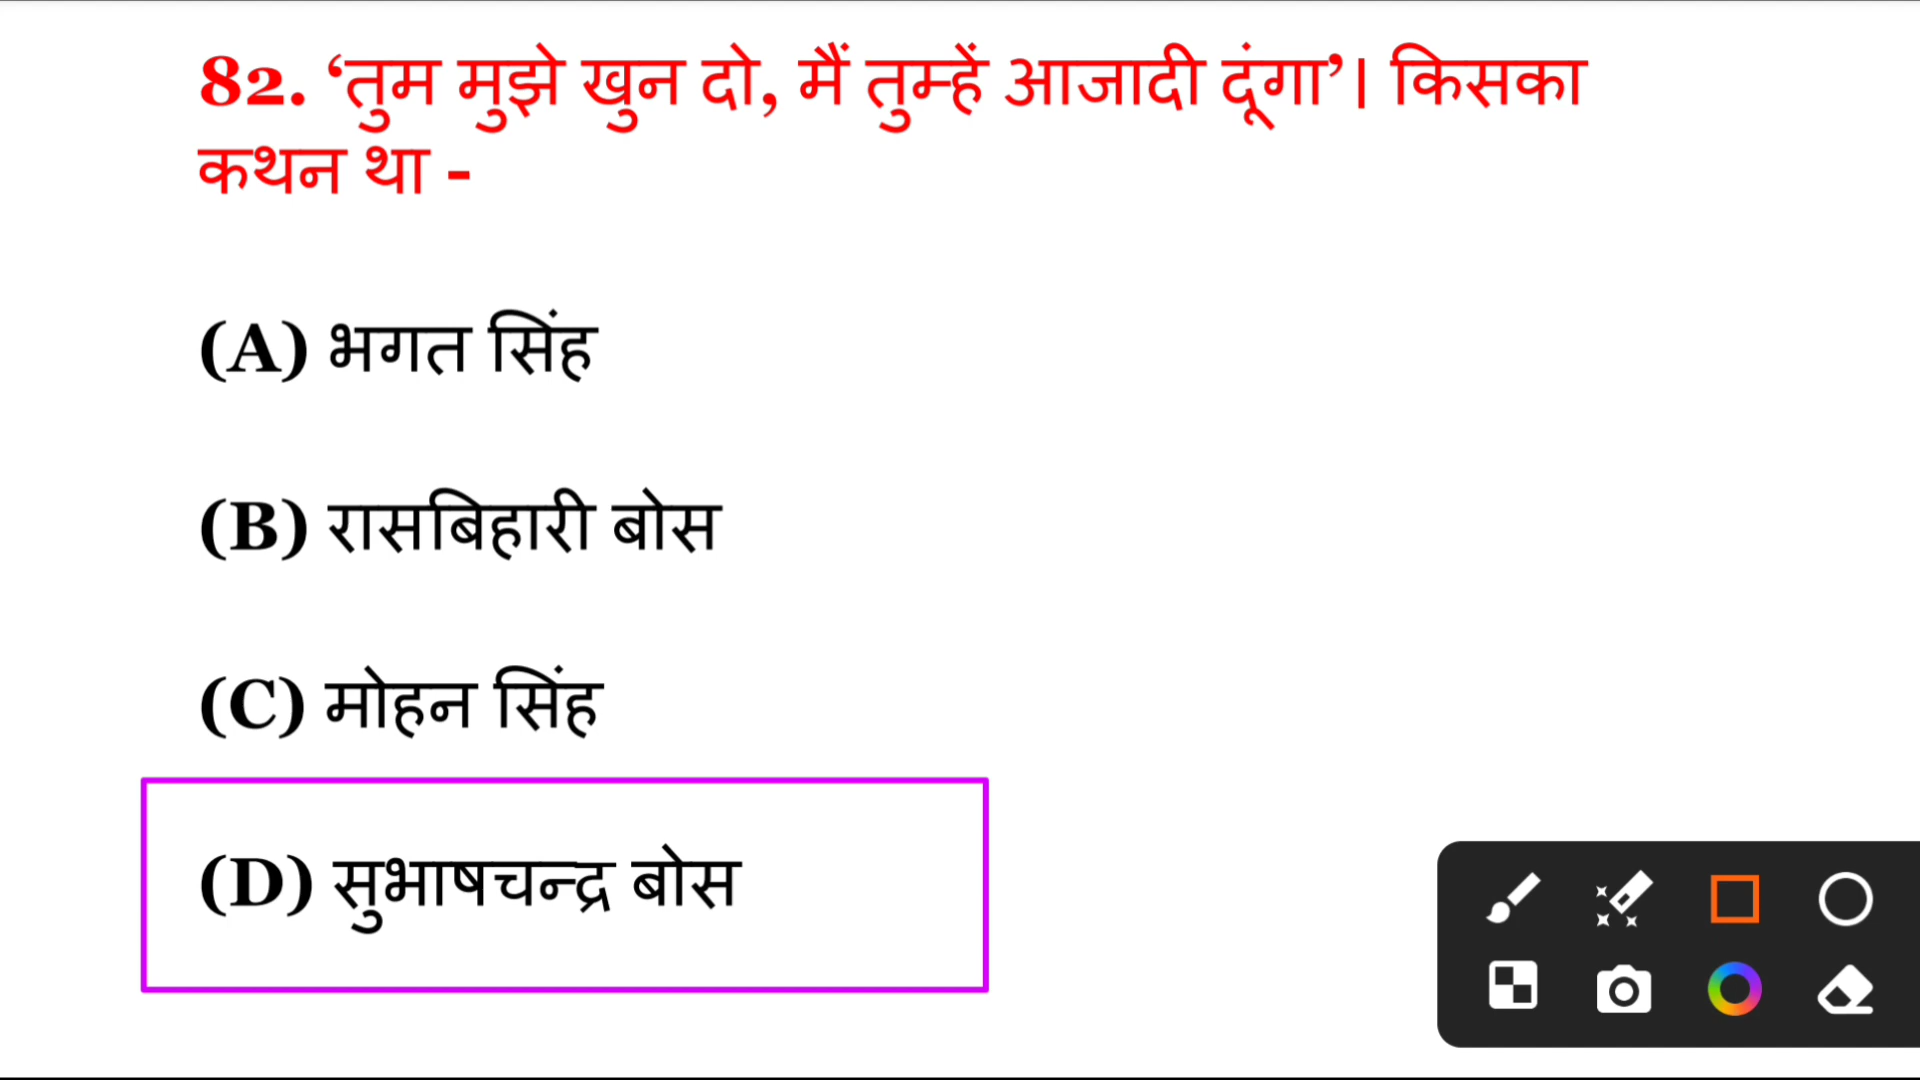 82. ‘तुम मुझे खुन दो, मैं तुम्हें आजादी दूंगा’। किसका
कथन था -
(A) भगत सिंह
(B) रासबिहारी बोस
(C) मोहन सिंह
(D) सुभाषचन्द्र बोस